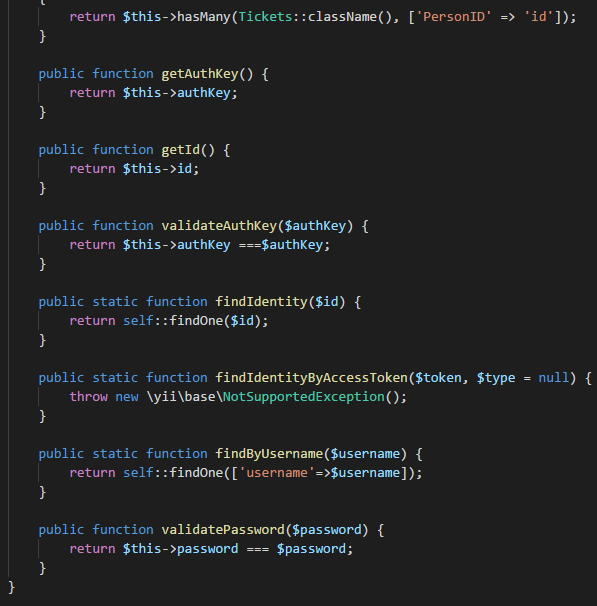 {
return $this->hasMany(Tickets::className(), ['PersonID' => 'id']);
}
public function getAuthKey() {
return $this->authKey;
}
public function getId() {
return $this->id;
}
public function validateAuthKey($authKey) {
return $this->authKey ===$authKey;
}
public static function findIdentity($id) {
return self::findOne($id);
}
public static function findIdentityByAccessToken($token, $type = null) {
throw new \yii\base\NotSupportedException();
}
public static function findByUsername($username) {
return self::findOne(['username'=>$username]);
}
public function validatePassword($password) {
return $this->password === $password;
}
}